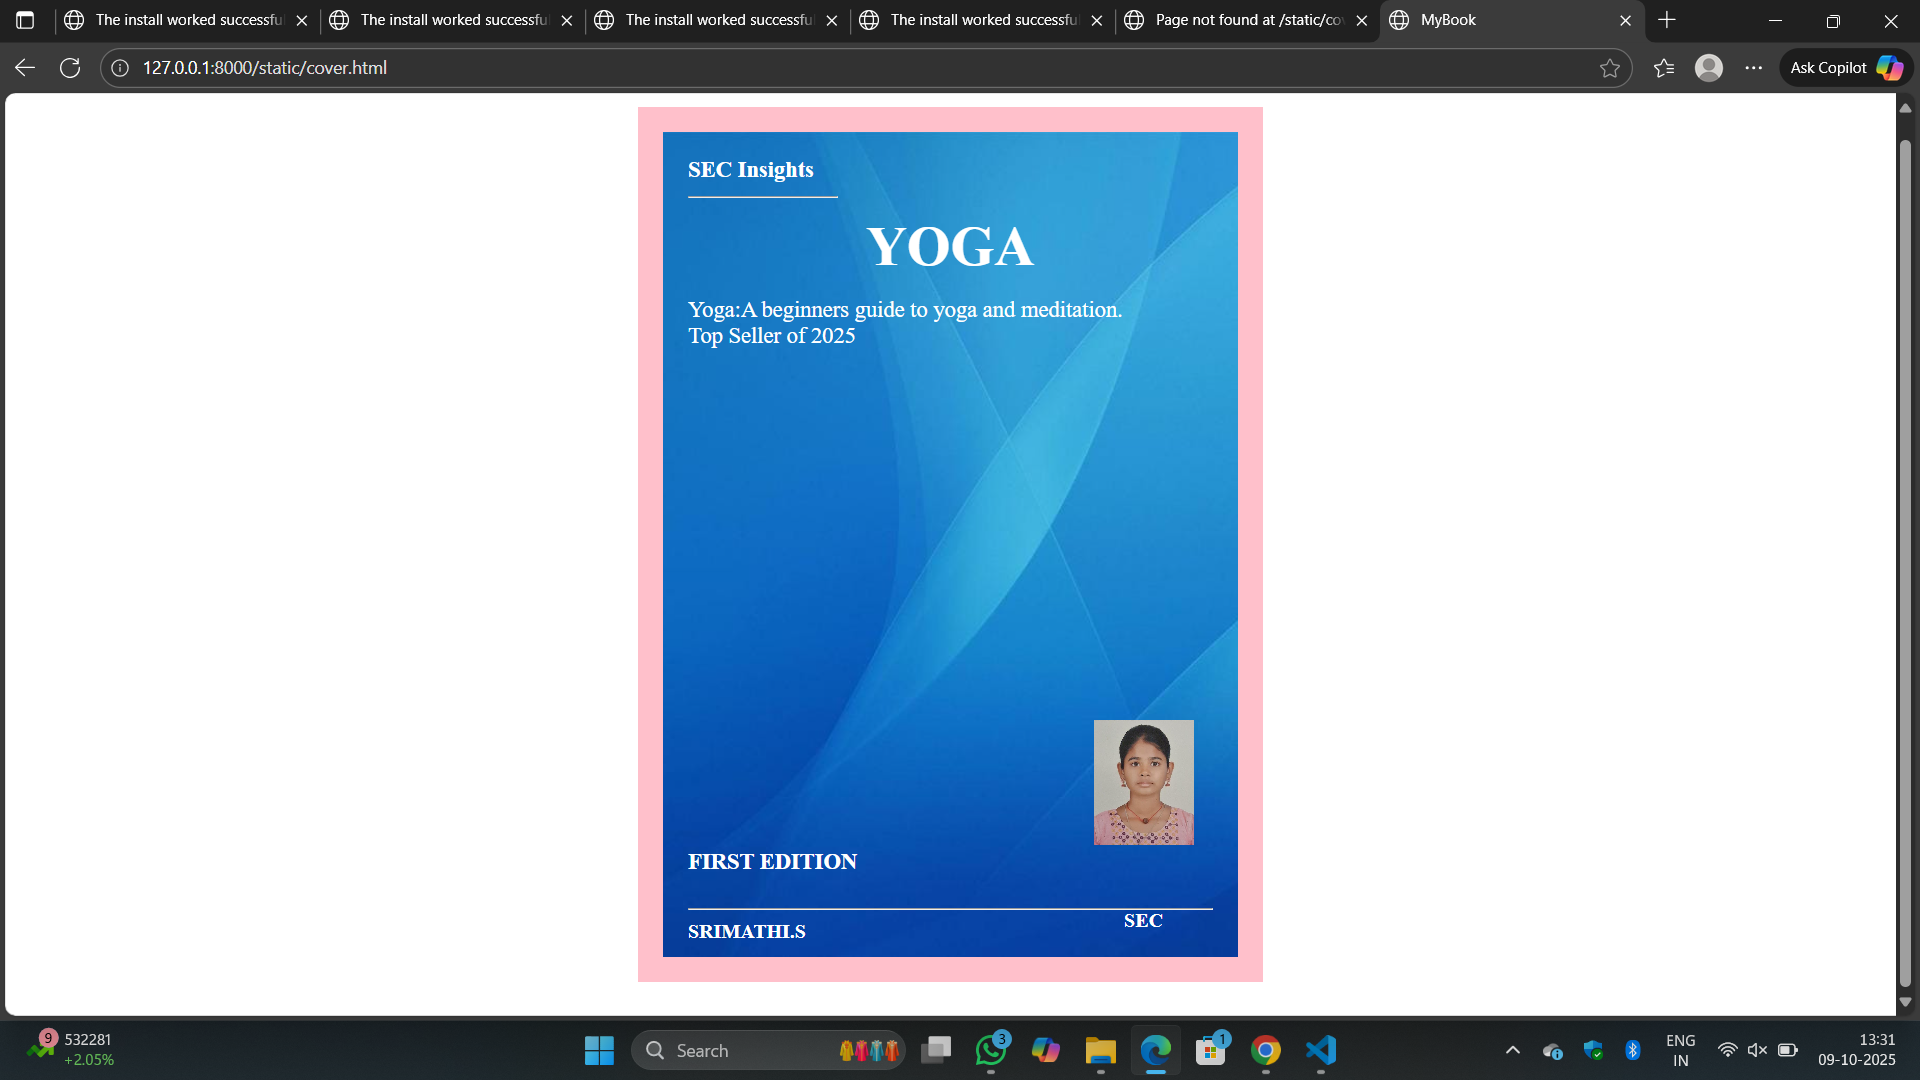 The install worked successfu
The install worked successfu
The install worked successfu
The install worked successfu
Page not found at /static/co
MyBook
127.0.0.1:8000/static/cover.html
Ask Copilot
SEC Insights
YOGA
Yoga:A beginners guide to yoga and meditation.
Top Seller of 2025
FIRST EDITION
SEC
SRIMATHI.S
9
532281
+2.05%
Search
3
1
ENG
IN
13:31
09-10-2025